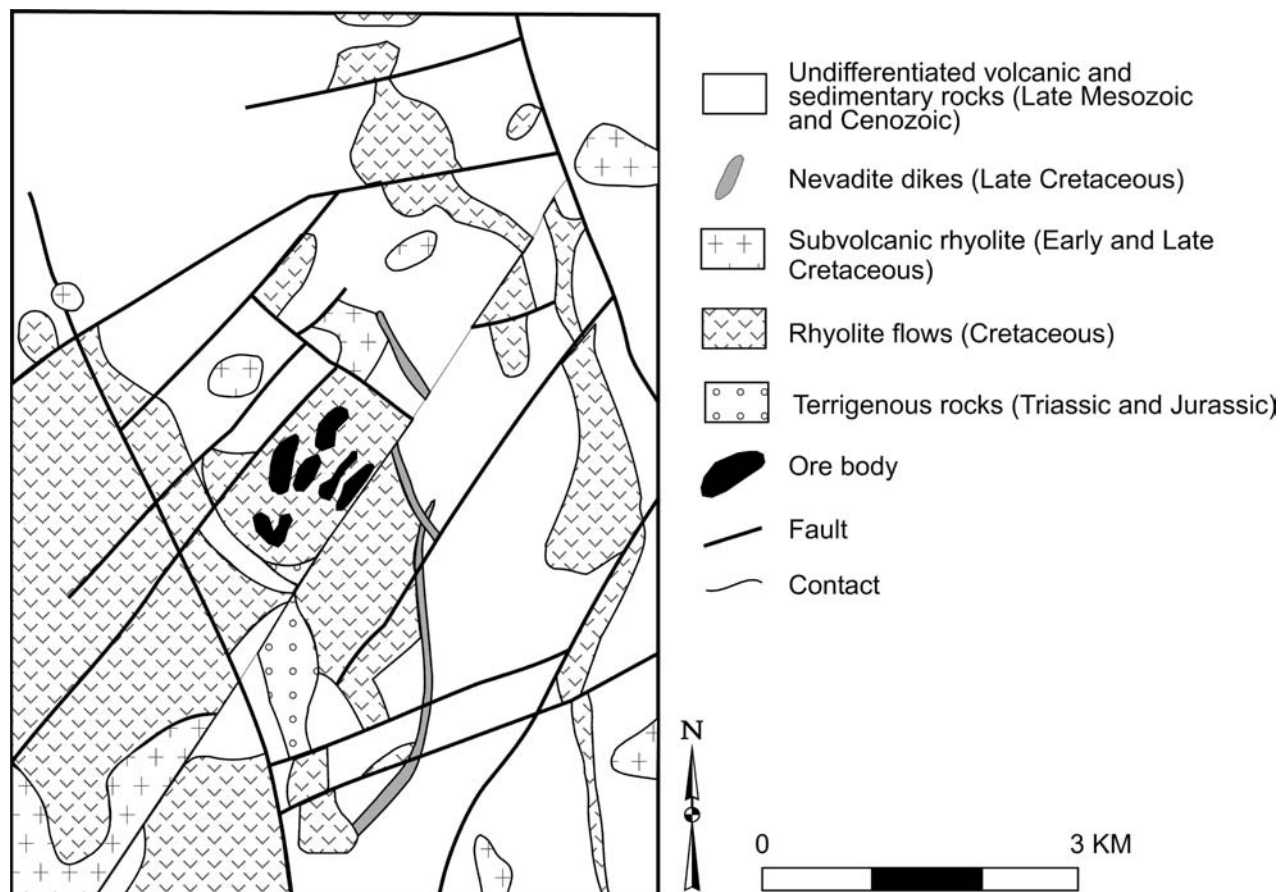 Undifferentiated volcanic and
sedimentary rocks (Late Mesozoic
and Cenozoic)
Nevadite dikes (Late Cretaceous)
Subvolcanic rhyolite (Early and Late
Cretaceous)
Rhyolite flows (Cretaceous)
Terrigenous rocks (Triassic and Jurassic)
Ore body
Fault
Contact
N
0 3 KM